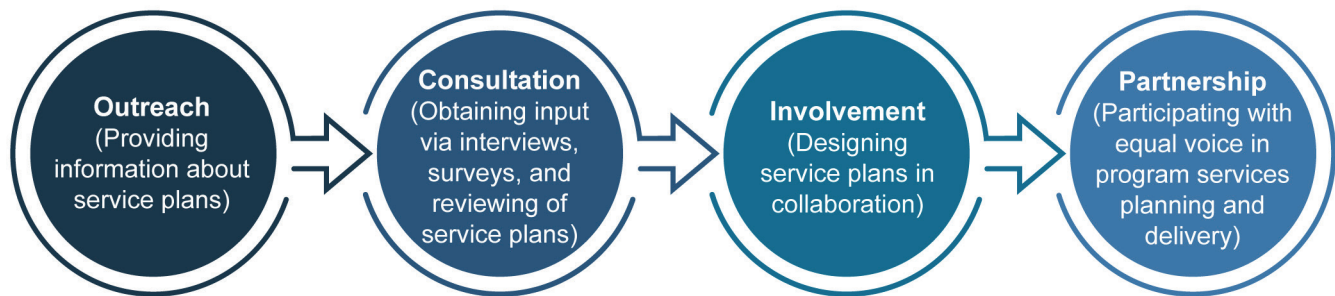 Outreach
(Providing
information about
service plans)
Consultation
(Obtaining input
via interviews,
surveys, and
reviewing of
service plans)
Involvement
(Designing
service plans in
collaboration)
Partnership
(Participating with
equal voice in
program services
planning and
delivery)